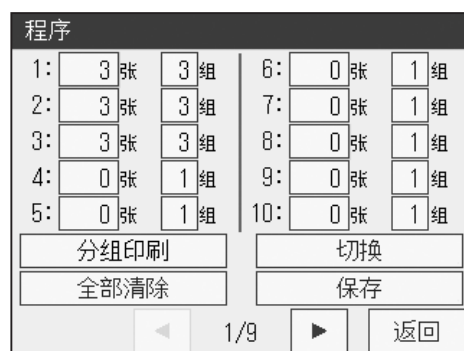 程序
1: 3 张 3 组 6: 0 张 1 组
2: 3 张 3 组 7: 0 张 1 组
3: 3 张 3 组 8: 0 张 1 组
4: 0 张 1 组 9: 0 张 1 组
5: 0 张 1 组 10: 0 张 1 组
分组印刷 切换
全部清除 保存
◄ 1/9 ► 返回